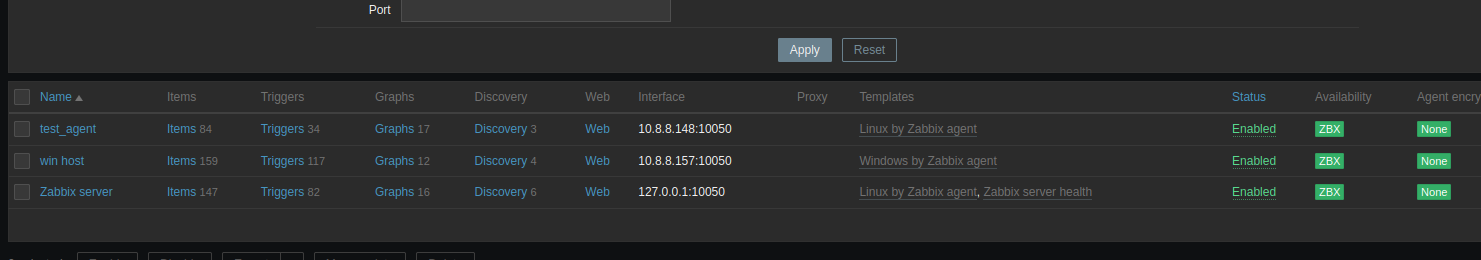 Port
Apply Reset
Name Items Triggers Graphs Discovery Web Interface Proxy Templates Status Availability Agent encry
test_agent Items 84 Triggers 34 Graphs 17 Discovery 3 Web 10.8.8.148:10050 Linux by Zabbix agent Enabled ZBX None
win host Items 159 Triggers 117 Graphs 12 Discovery 4 Web 10.8.8.157:10050 Windows by Zabbix agent Enabled ZBX None
Zabbix server Items 147 Triggers 82 Graphs 16 Discovery 6 Web 127.0.0.1:10050 Linux by Zabbix agent, Zabbix server health Enabled ZBX None